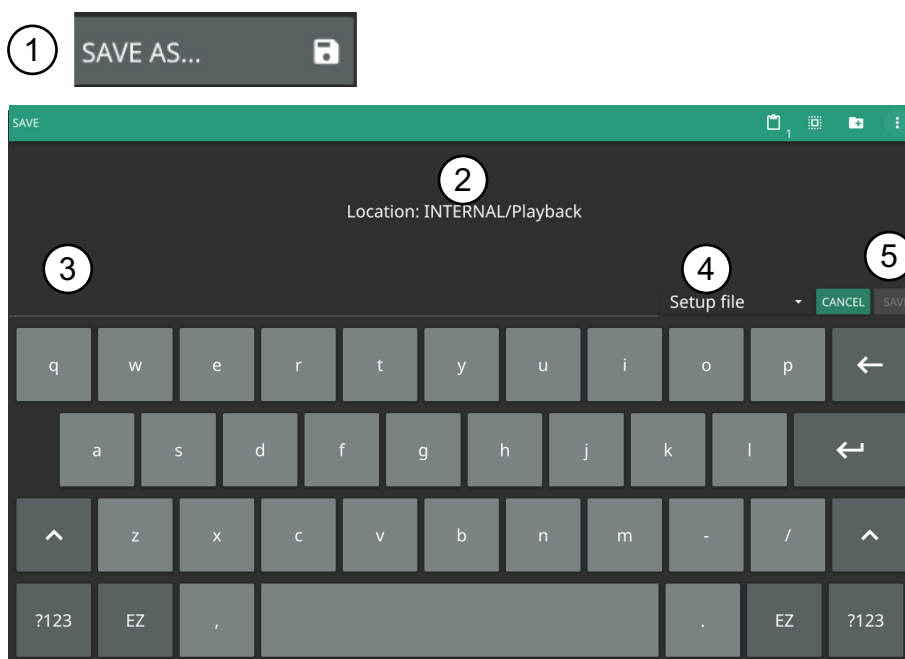 1 SAVE AS...
SAVE 1
2
Location: INTERNAL/Playback
3 4 5
Setup file CANCEL SAV
q w e r t y u i o p
a s d f g h j k l
z x c v b n m - /
?123 EZ , . EZ ?123